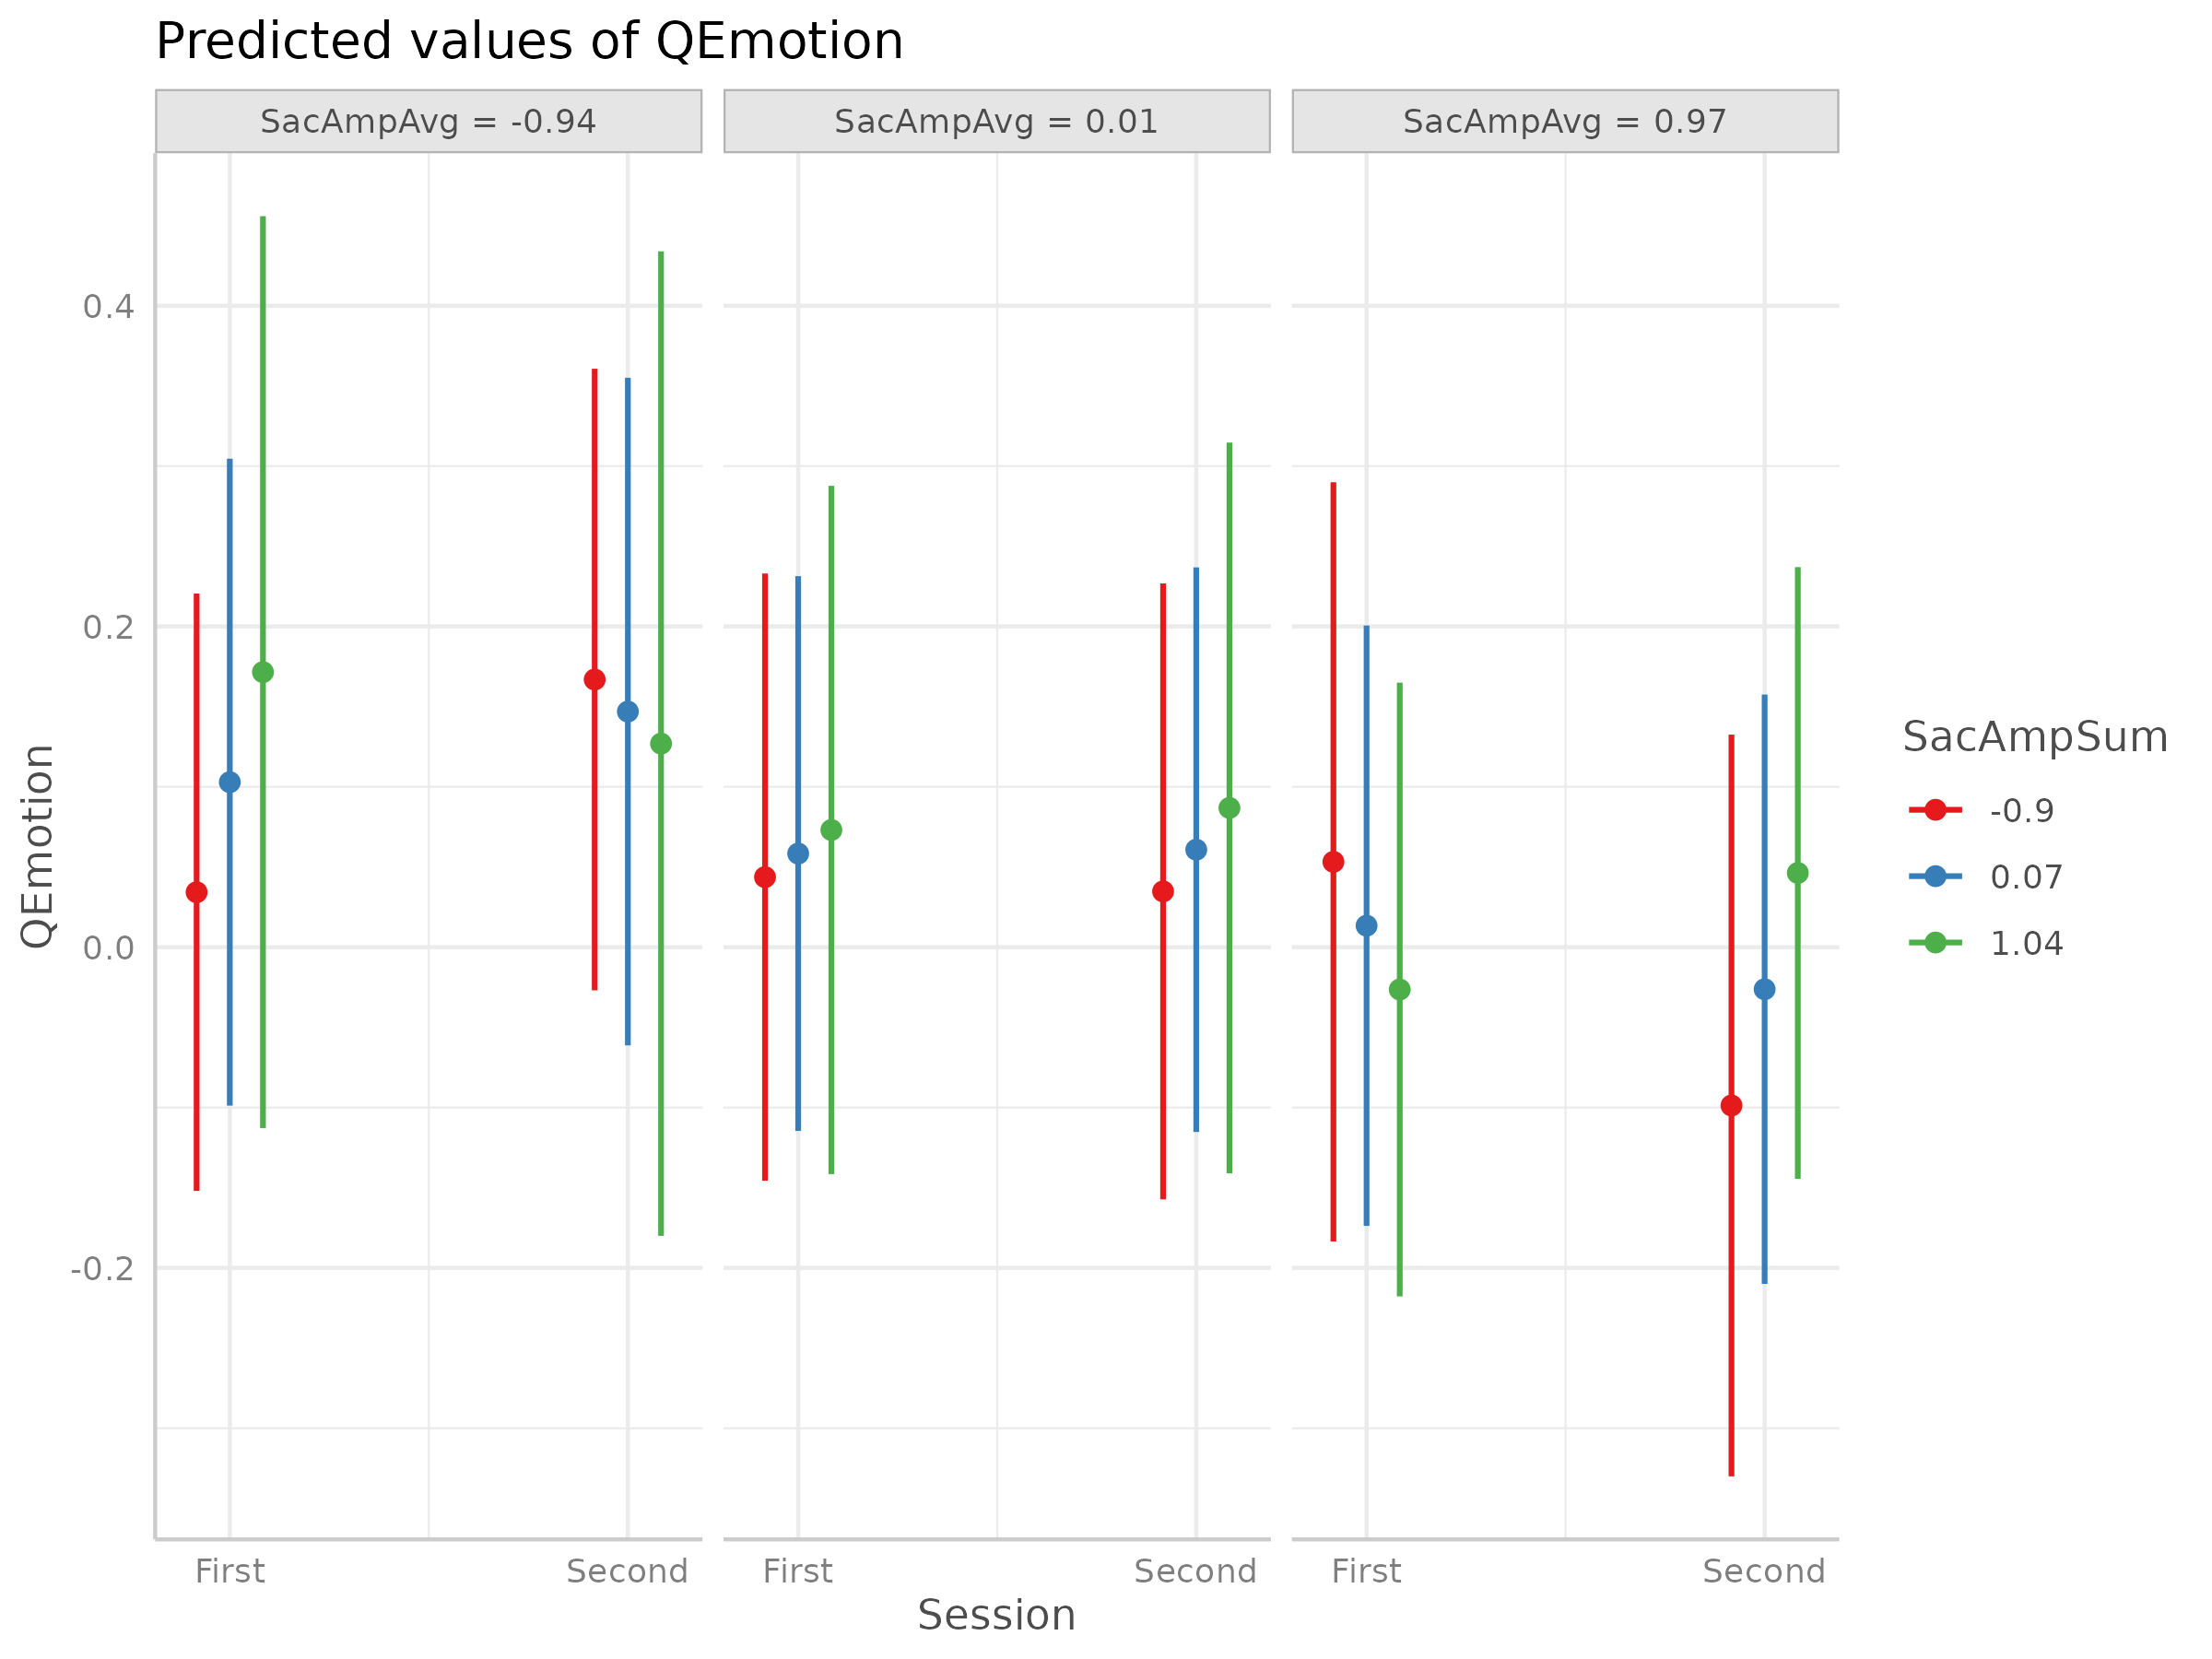 Predicted values of QEmotion
SacAmpAvg = -0.94
SacAmpAvg = 0.01
SacAmpAvg = 0.97
QEmotion
0.4
0.2
0.0
-0.2
First
Second
First
Second
First
Second
Session
SacAmpSum
-0.9
0.07
1.04